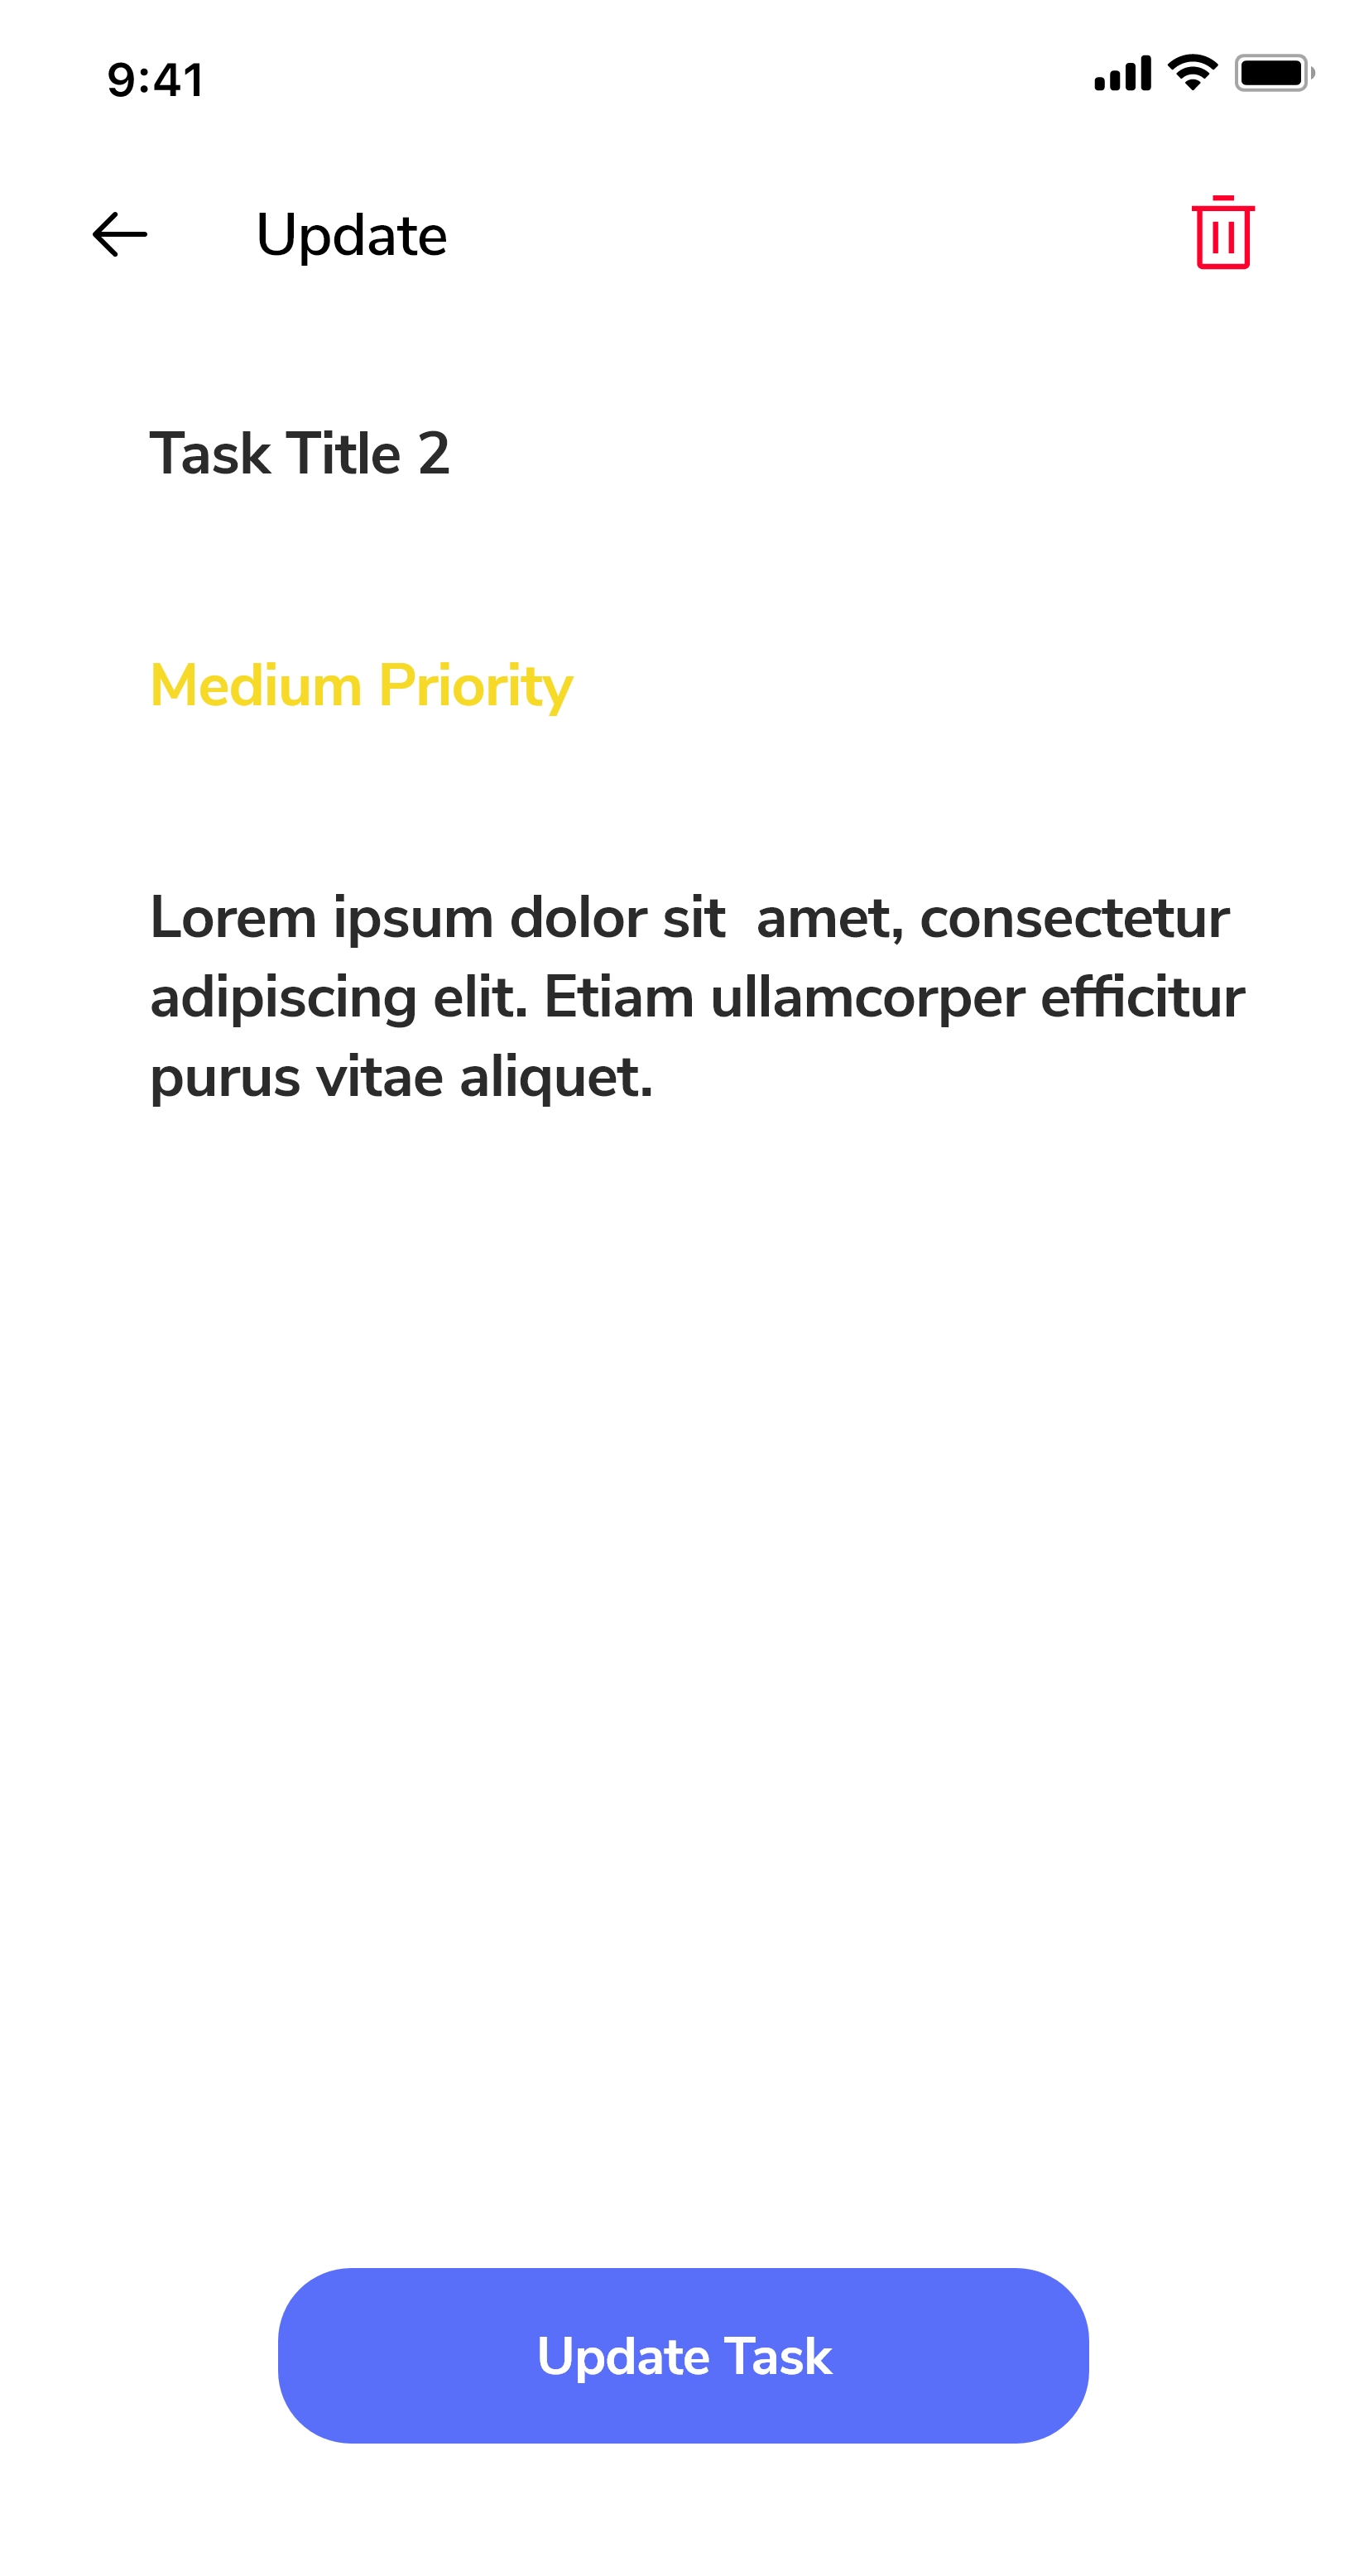 9:41
Update
Task Title 2
Medium Priority
Lorem ipsum dolor sit  amet, consectetur
adipiscing elit. Etiam ullamcorper efficitur
purus vitae aliquet.
Update Task